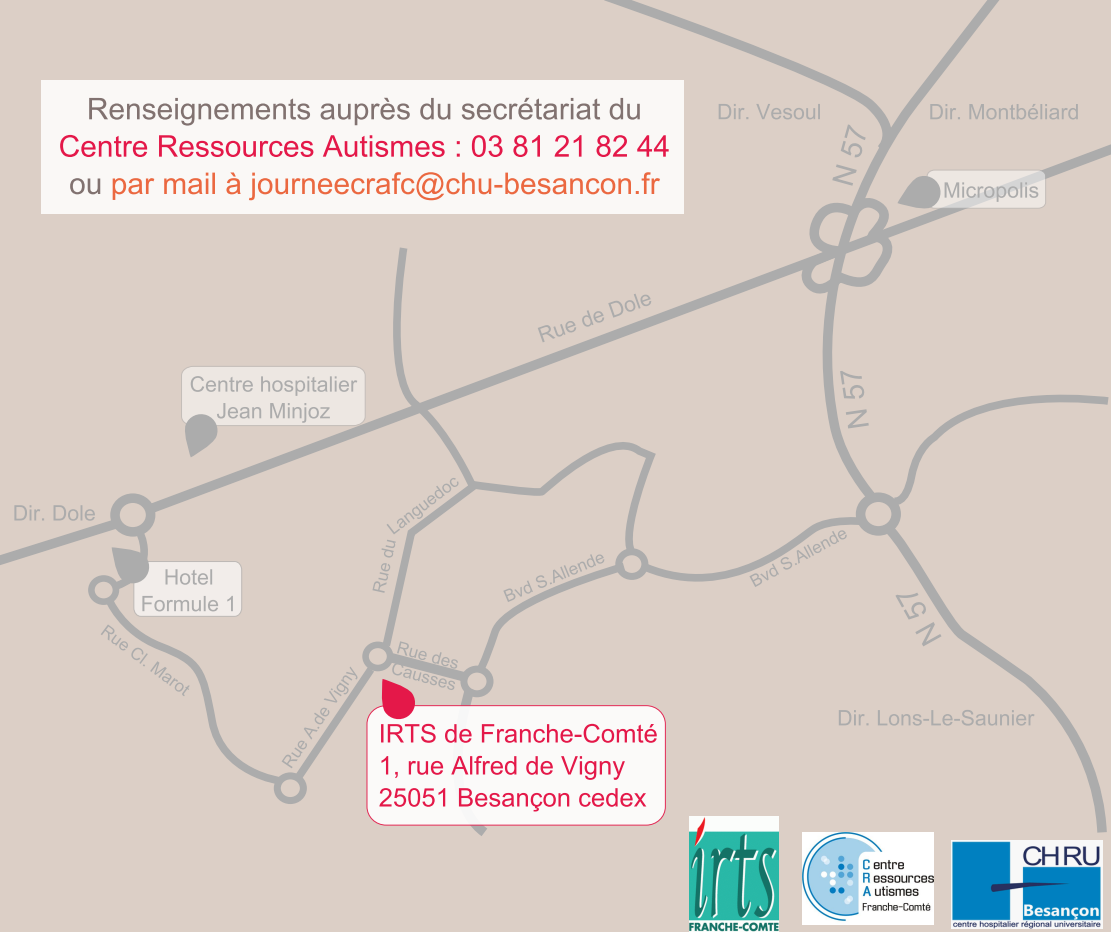 Renseignements auprès du secrétariat du
Centre Ressources Autismes : 03 81 21 82 44
ou par mail à journeecrafc@chu-besancon.fr
Dir. Vesoul
Dir. Montbéliard
N 57
Micropolis
Rue de Dole
Centre hospitalier
Jean Minjoz
N 57
Dir. Dole
Rue du Languedoc
Hotel
Formule 1
Bvd S.Allende
Bvd S.Allende
N 57
Rue Cl. Marot
Rue des
Causses
Rue A.de Vigny
IRTS de Franche-Comté
1, rue Alfred de Vigny
25051 Besançon cedex
Dir. Lons-Le-Saunier
irts
FRANCHE-COMTE
Centre
Ressources
Autismes
Franche-Comté
CHRU
Besançon
centre hospitalier régional universitaire